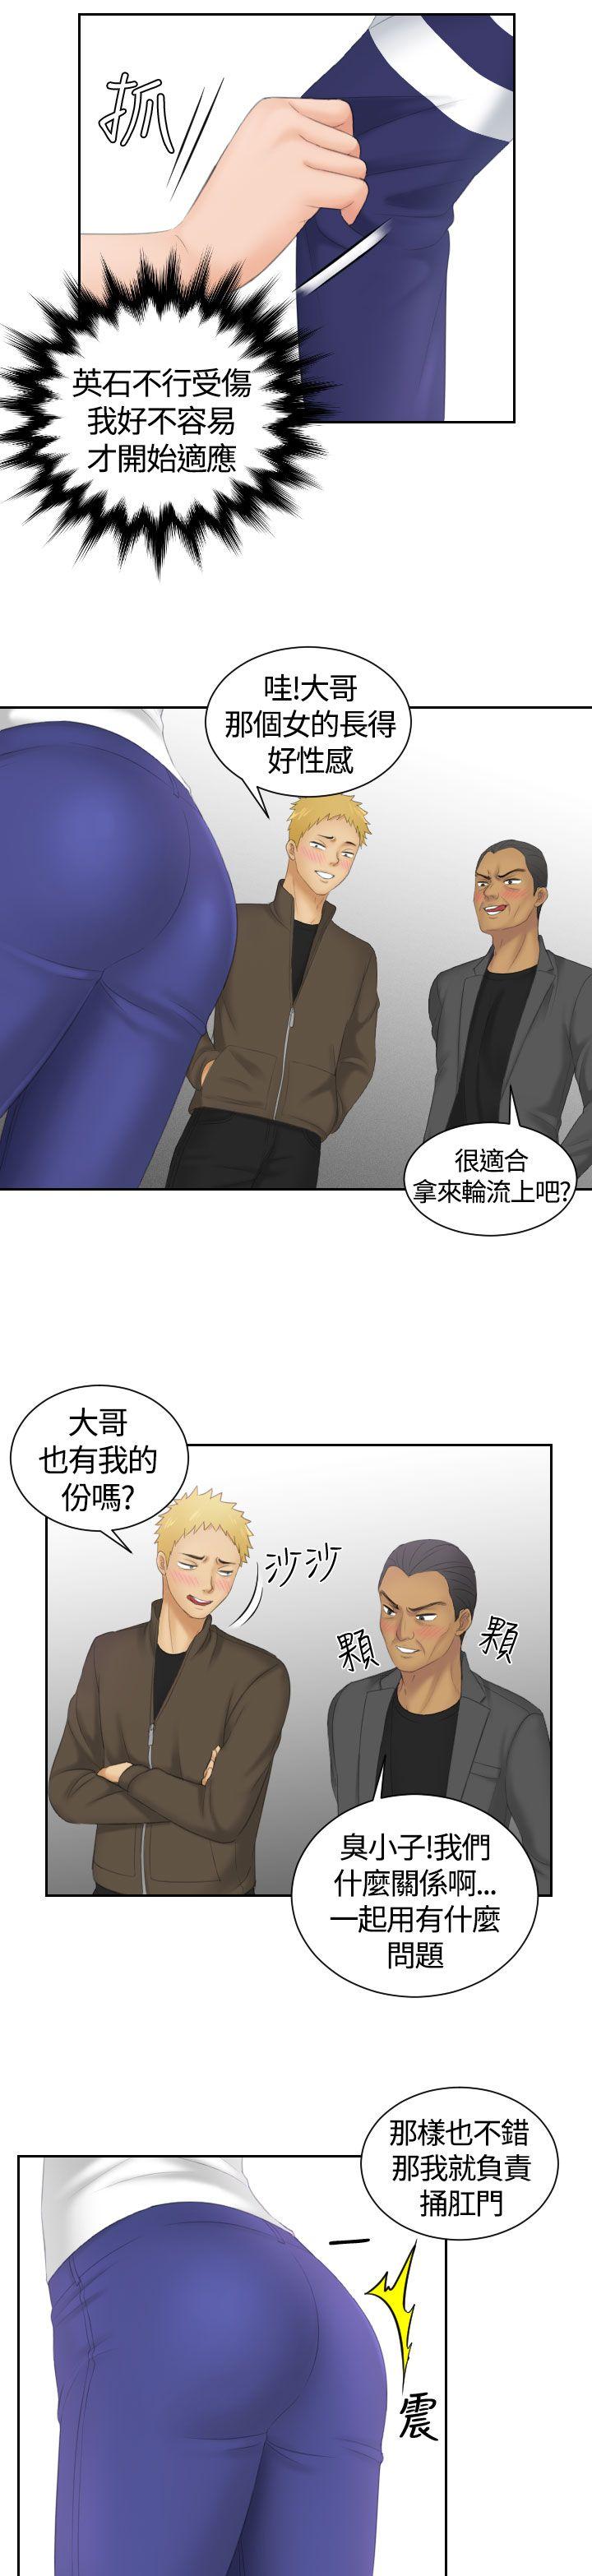 抓
英石不行受傷
我好不容易
才開始適應
哇!大哥
那個女的長得
好性感
很適合
拿來輪流上吧?
大哥
也有我的
份嗎?
沙沙
顆
顆
臭小子!我們
什麼關係啊...
一起用有什麼
問題
那樣也不錯
那我就負責
捅肛門
震